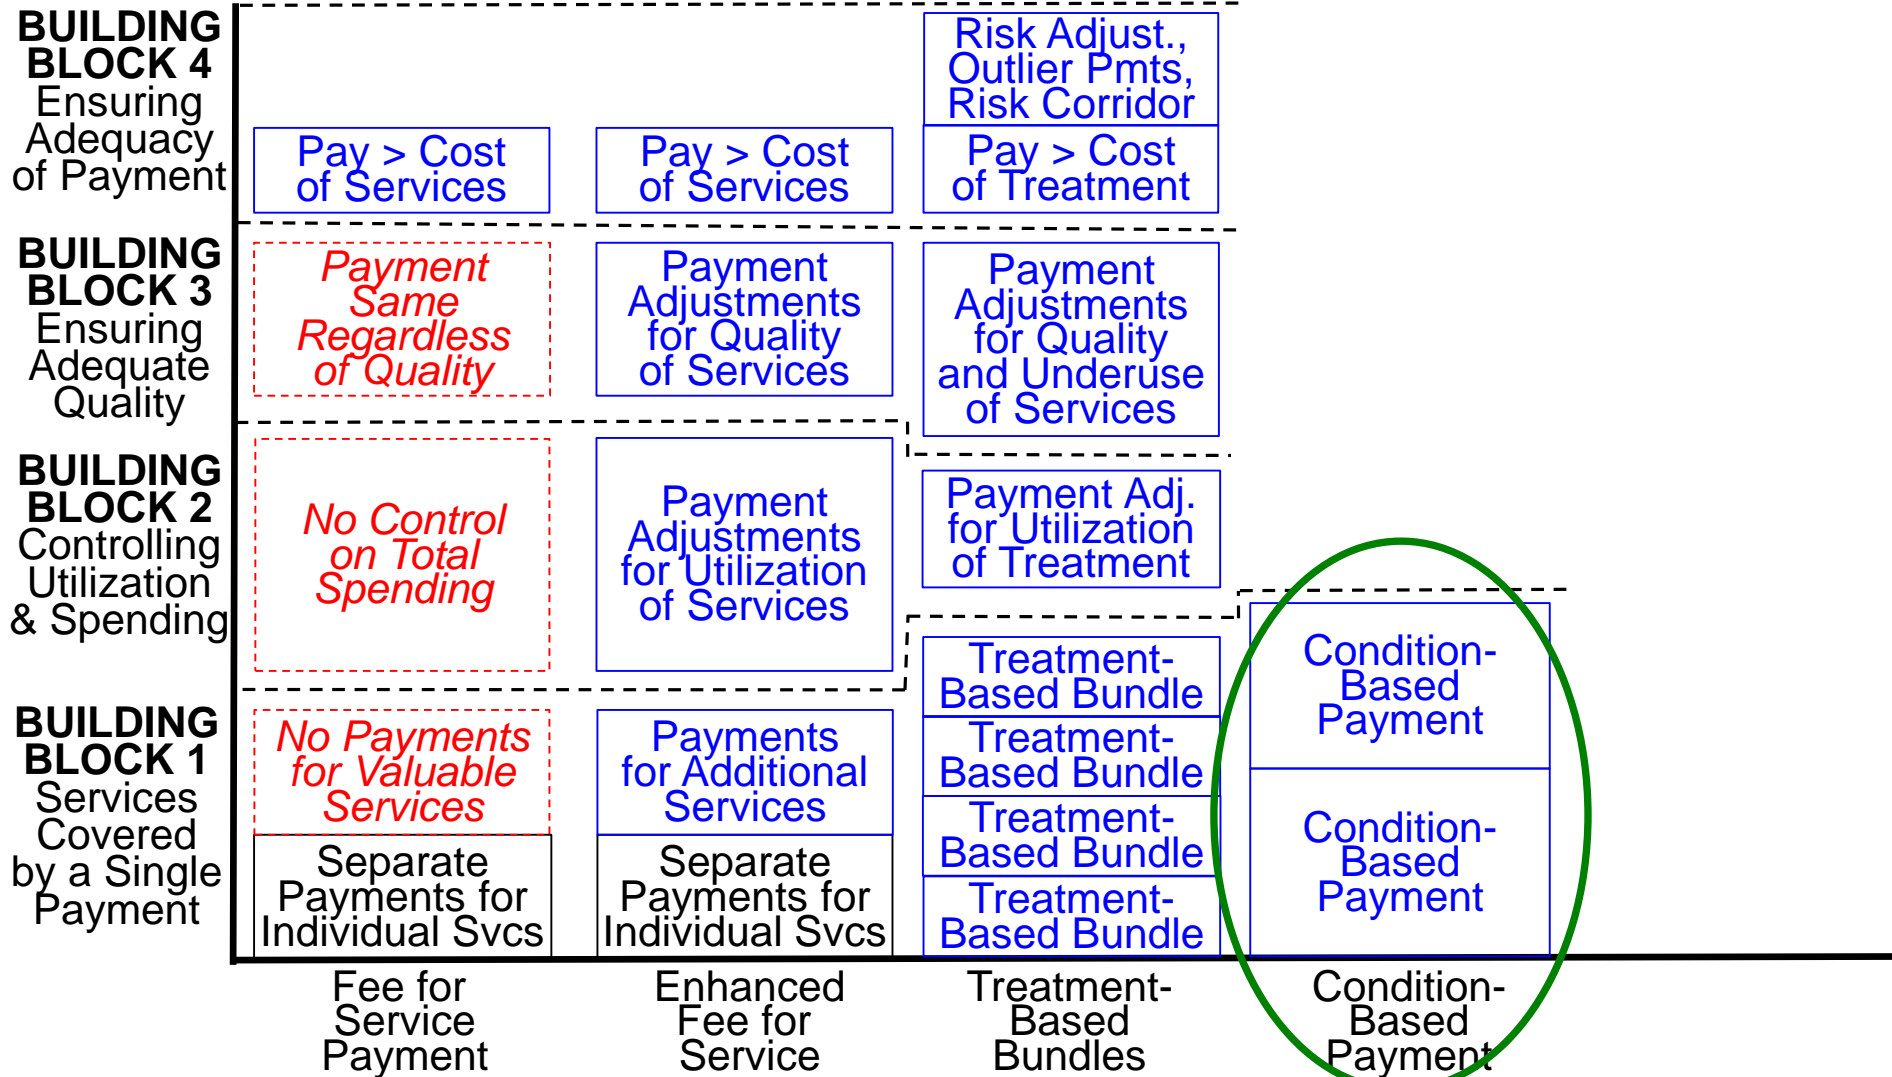 BUILDING
BLOCK 4
Ensuring
Adequacy
of Payment
Pay > Cost
of Services
Pay > Cost
of Services
Risk Adjust.,
Outlier Pmts,
Risk Corridor
Pay > Cost
of Treatment
BUILDING
BLOCK 3
Ensuring
Adequate
Quality
Payment
Same
Regardless
of Quality
Payment
Adjustments
for Quality
of Services
Payment
Adjustments
for Quality
and Underuse
of Services
BUILDING
BLOCK 2
Controlling
Utilization
& Spending
No Control
on Total
Spending
Payment
Adjustments
for Utilization
of Services
Payment Adj.
for Utilization
of Treatment
BUILDING
BLOCK 1
Services
Covered
by a Single
Payment
No Payments
for Valuable
Services
Separate
Payments for
Individual Svcs
Payments
for Additional
Services
Separate
Payments for
Individual Svcs
Treatment-
Based Bundle
Treatment-
Based Bundle
Treatment-
Based Bundle
Treatment-
Based Bundle
Condition-
Based
Payment
Condition-
Based
Payment
Fee for
Service
Payment
Enhanced
Fee for
Service
Treatment-
Based
Bundles
Condition-
Based
Payment